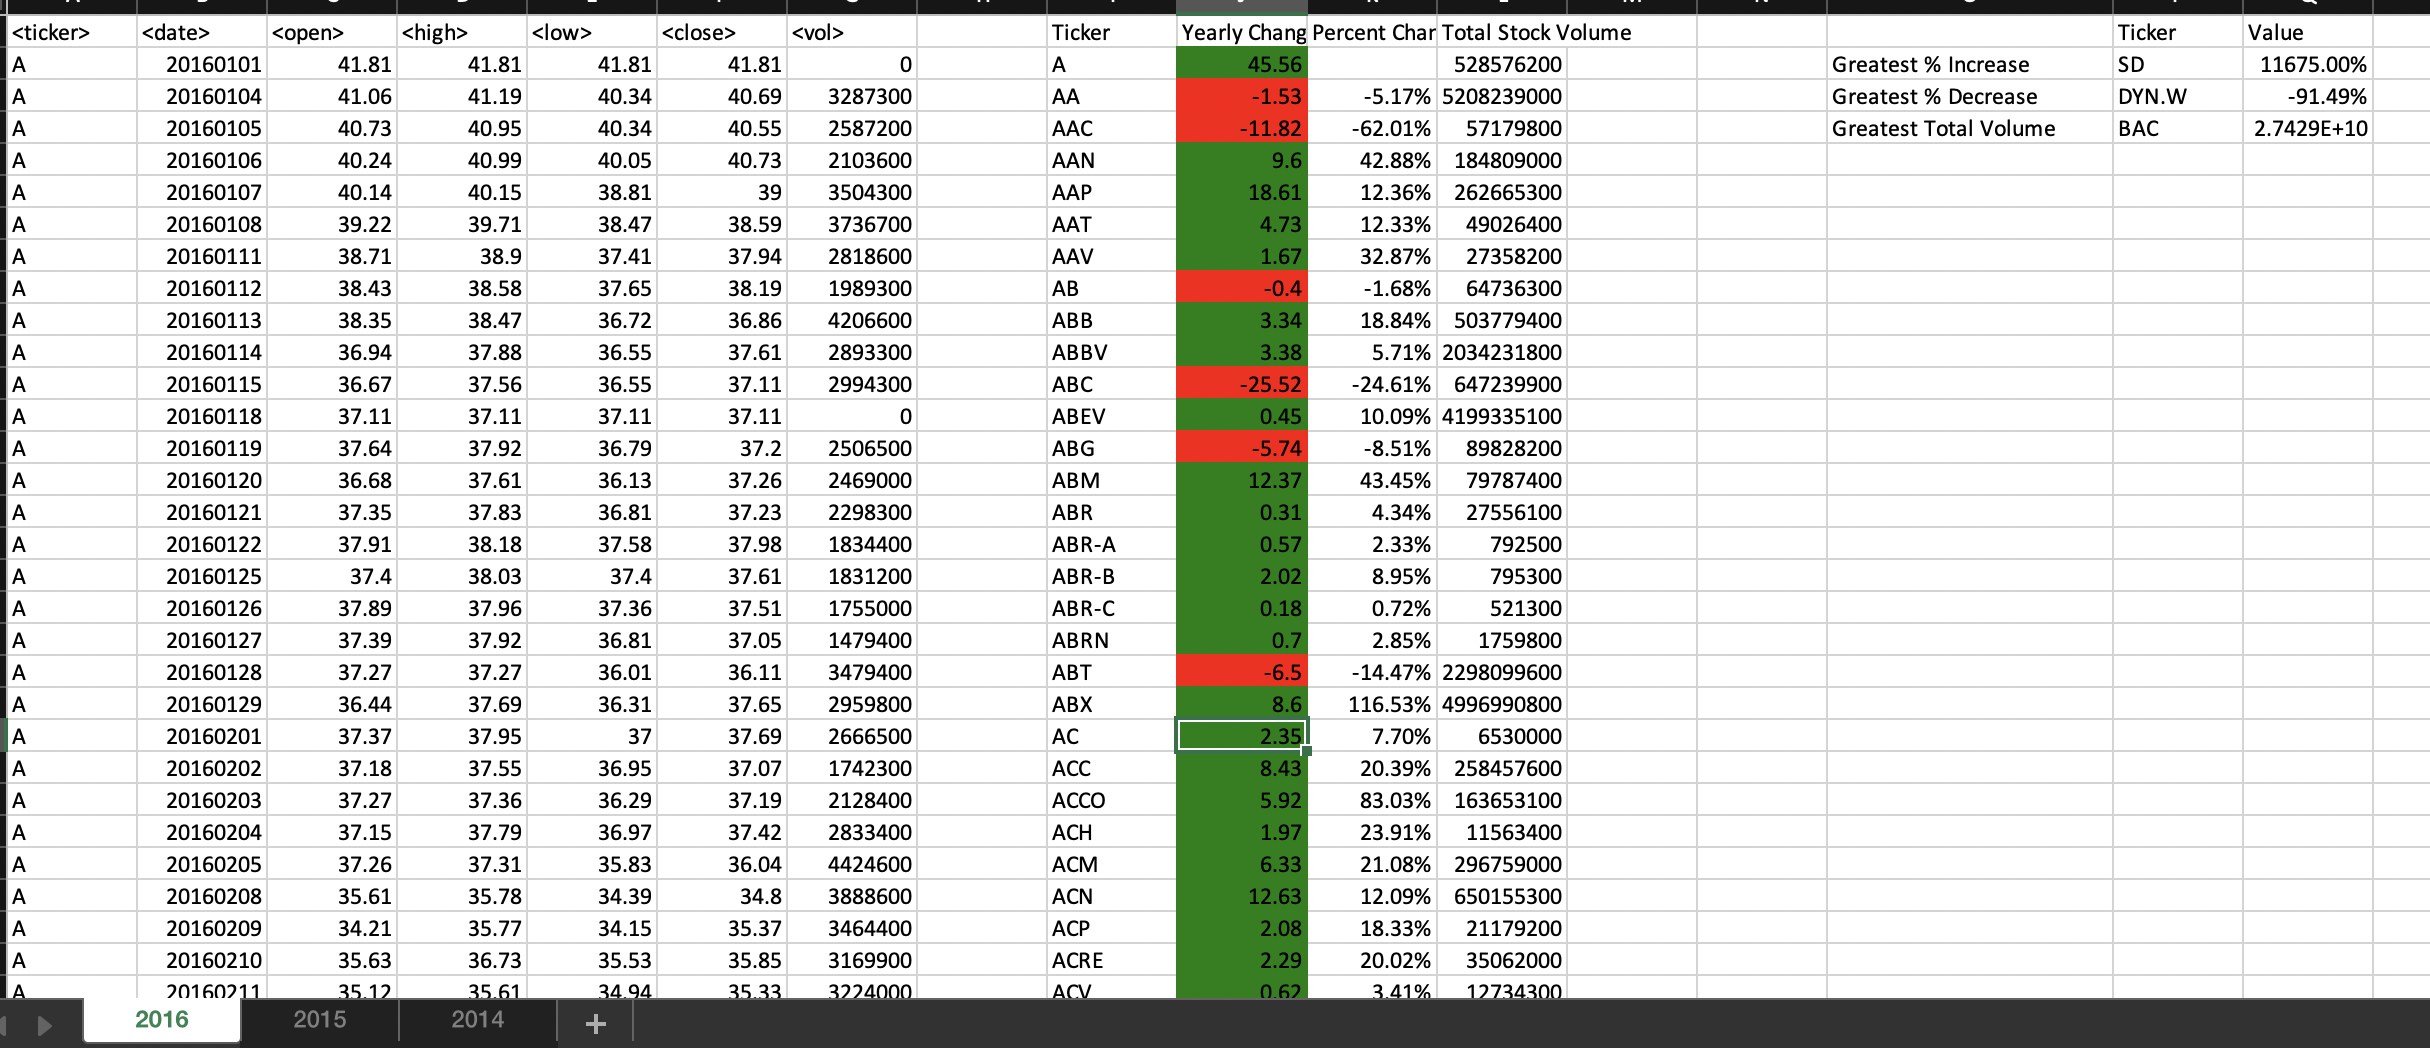 <ticker> <date> <open> <high> <low> <close> <vol> Ticker Yearly Chang Percent Char Total Stock Volume Ticker Value
A 20160101 41.81 41.81 41.81 41.81 0 A 45.56 528576200 Greatest % Increase SD 11675.00%
A 20160104 41.06 41.19 40.34 40.69 3287300 AA -1.53 -5.17% 5208239000 Greatest % Decrease DYN.W -91.49%
A 20160105 40.73 40.95 40.34 40.55 2587200 AAC -11.82 -62.01% 57179800 Greatest Total Volume BAC 2.7429E+10
A 20160106 40.24 40.99 40.05 40.73 2103600 AAN 9.6 42.88% 184809000
A 20160107 40.14 40.15 38.81 39 3504300 AAP 18.61 12.36% 262665300
A 20160108 39.22 39.71 38.47 38.59 3736700 AAT 4.73 12.33% 49026400
A 20160111 38.71 38.9 37.41 37.94 2818600 AAV 1.67 32.87% 27358200
A 20160112 38.43 38.58 37.65 38.19 1989300 AB -0.4 -1.68% 64736300
A 20160113 38.35 38.47 36.72 36.86 4206600 ABB 3.34 18.84% 503779400
A 20160114 36.94 37.88 36.55 37.61 2893300 ABBV 3.38 5.71% 2034231800
A 20160115 36.67 37.56 36.55 37.11 2994300 ABC -25.52 -24.61% 647239900
A 20160118 37.11 37.11 37.11 37.11 0 ABEV 0.45 10.09% 4199335100
A 20160119 37.64 37.92 36.79 37.2 2506500 ABG -5.74 -8.51% 89828200
A 20160120 36.68 37.61 36.13 37.26 2469000 ABM 12.37 43.45% 79787400
A 20160121 37.35 37.83 36.81 37.23 2298300 ABR 0.31 4.34% 27556100
A 20160122 37.91 38.18 37.58 37.98 1834400 ABR-A 0.57 2.33% 792500
A 20160125 37.4 38.03 37.4 37.61 1831200 ABR-B 2.02 8.95% 795300
A 20160126 37.89 37.96 37.36 37.51 1755000 ABR-C 0.18 0.72% 521300
A 20160127 37.39 37.92 36.81 37.05 1479400 ABRN 0.7 2.85% 1759800
A 20160128 37.27 37.27 36.01 36.11 3479400 ABT -6.5 -14.47% 2298099600
A 20160129 36.44 37.69 36.31 37.65 2959800 ABX 8.6 116.53% 4996990800
A 20160201 37.37 37.95 37 37.69 2666500 AC 2.35 7.70% 6530000
A 20160202 37.18 37.55 36.95 37.07 1742300 ACC 8.43 20.39% 258457600
A 20160203 37.27 37.36 36.29 37.19 2128400 ACCO 5.92 83.03% 163653100
A 20160204 37.15 37.79 36.97 37.42 2833400 ACH 1.97 23.91% 11563400
A 20160205 37.26 37.31 35.83 36.04 4424600 ACM 6.33 21.08% 296759000
A 20160208 35.61 35.78 34.39 34.8 3888600 ACN 12.63 12.09% 650155300
A 20160209 34.21 35.77 34.15 35.37 3464400 ACP 2.08 18.33% 21179200
A 20160210 35.63 36.73 35.53 35.85 3169900 ACRE 2.29 20.02% 35062000
A 20160211 35.12 35.61 34.94 35.33 3224000 ACV 0.62 3.41% 12734300
2016 2015 2014 +